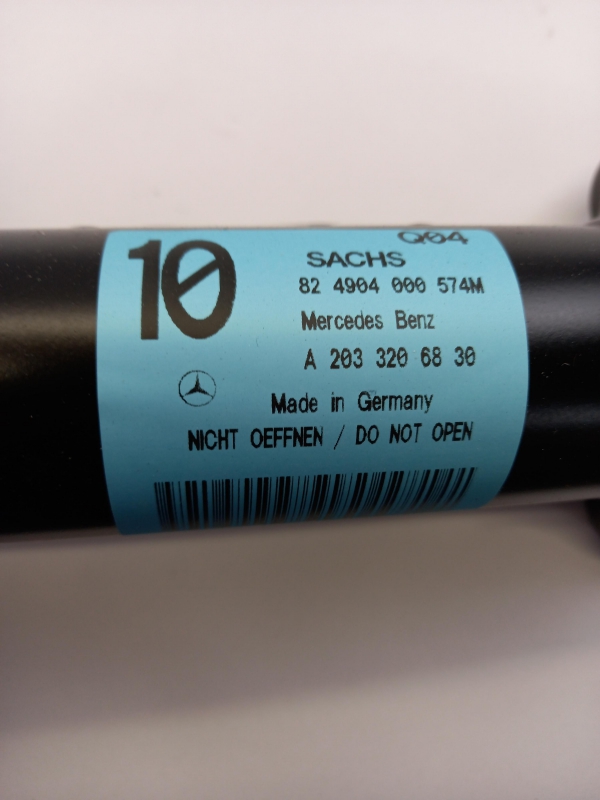 10
Q04
SACHS
82 4904 000 574M
Mercedes Benz
A 203 320 68 30
Made in Germany
NICHT OEFFNEN / DO NOT OPEN